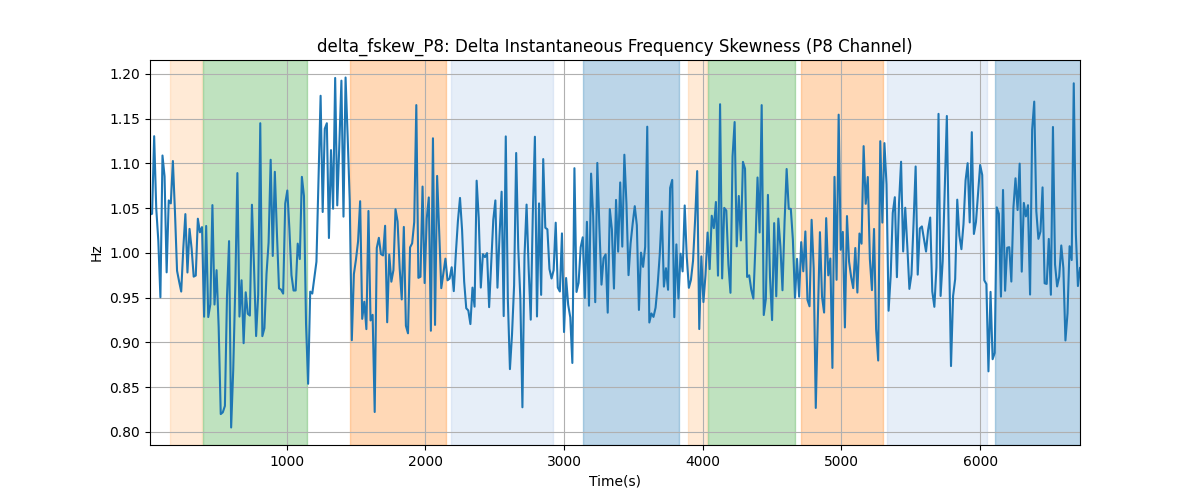 delta_fskew_P8: Delta Instantaneous Frequency Skewness (P8 Channel)
1.20
1.15
1.10
1.05
1.00
0.95
0.90
0.85
0.80
Hz
1000 2000 3000 4000 5000 6000
Time(s)